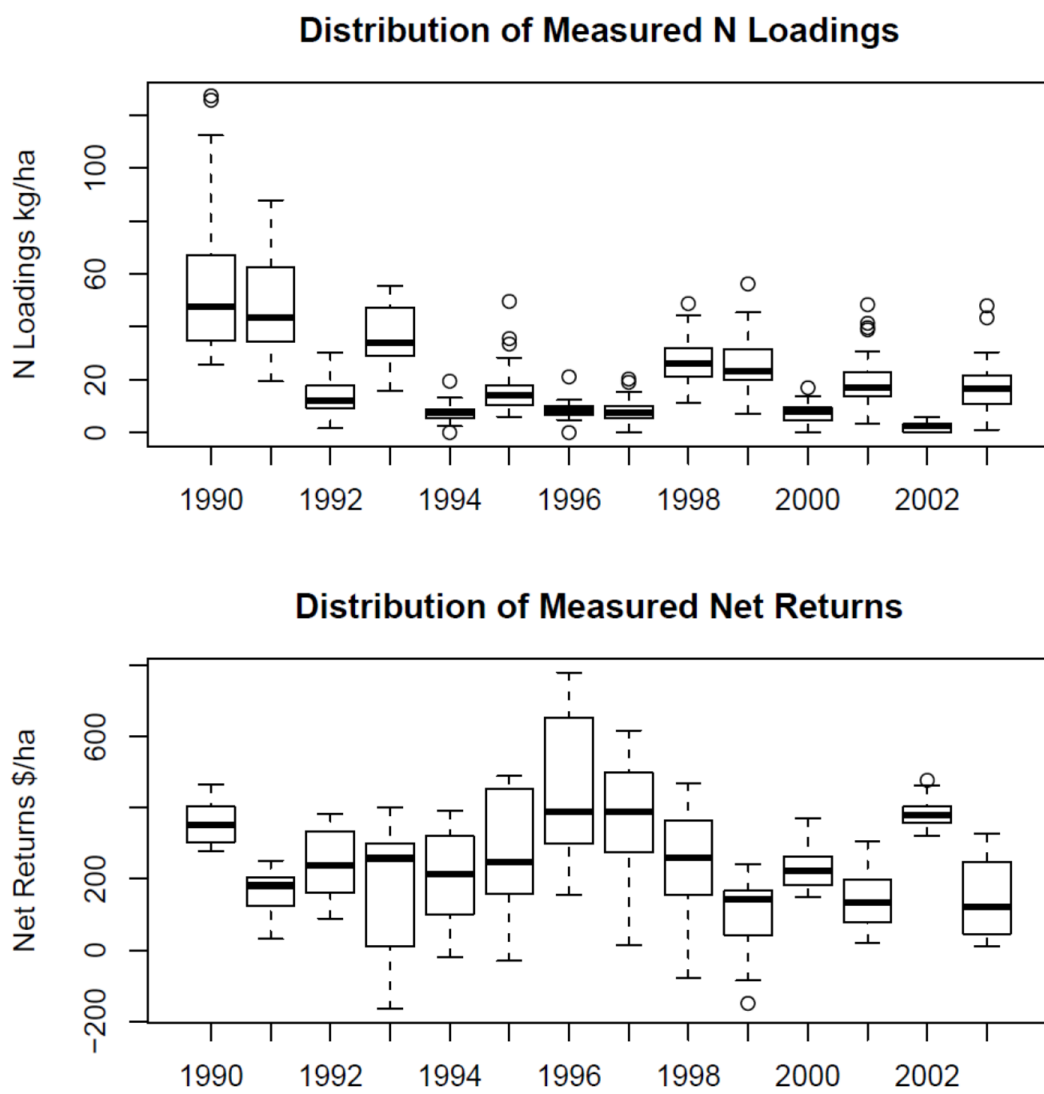 Distribution of Measured N Loadings
N Loadings kg/ha
100
60
20
0
1990 1992 1994 1996 1998 2000 2002
Distribution of Measured Net Returns
Net Returns $/ha
600
200
0
−200
1990 1992 1994 1996 1998 2000 2002